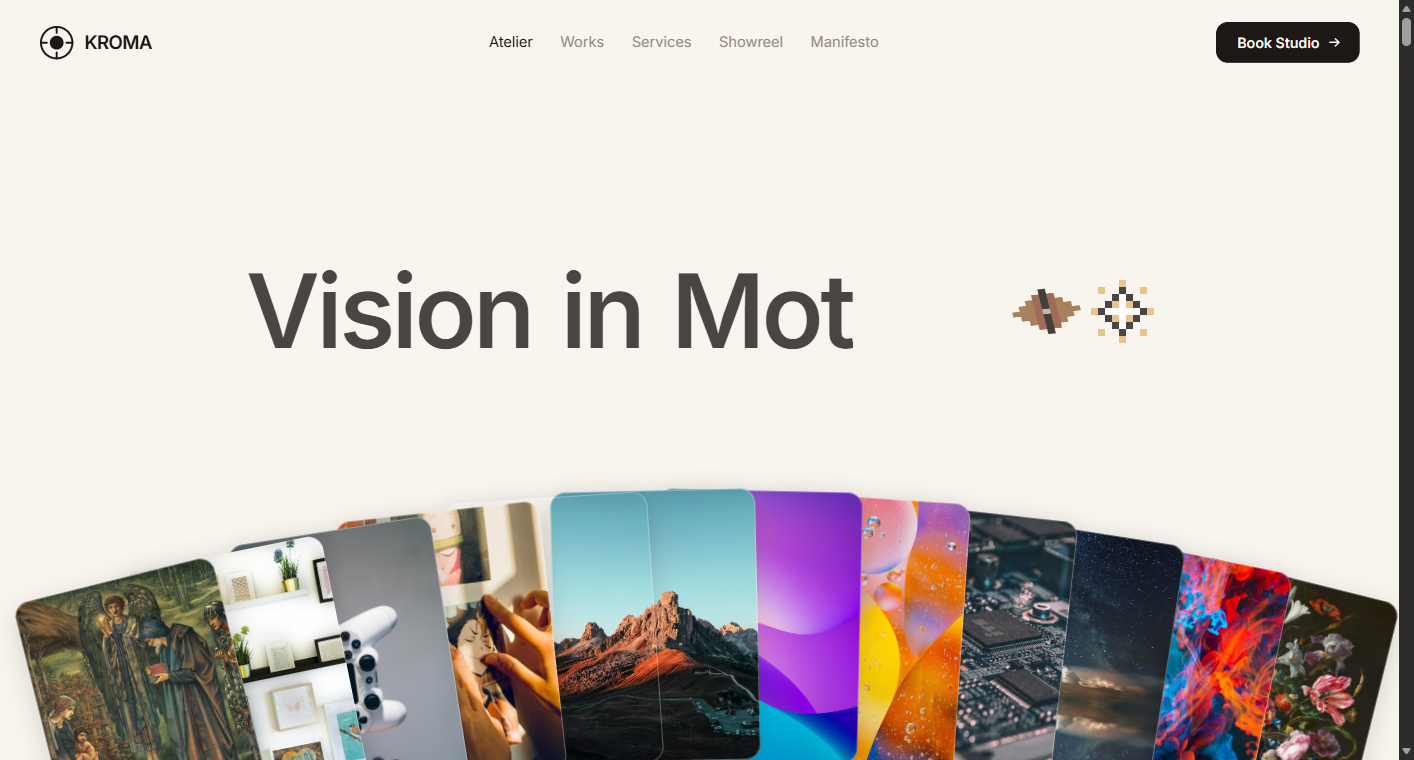 KROMA
Atelier Works Services Showreel Manifesto
Book Studio →
Vision in Mot